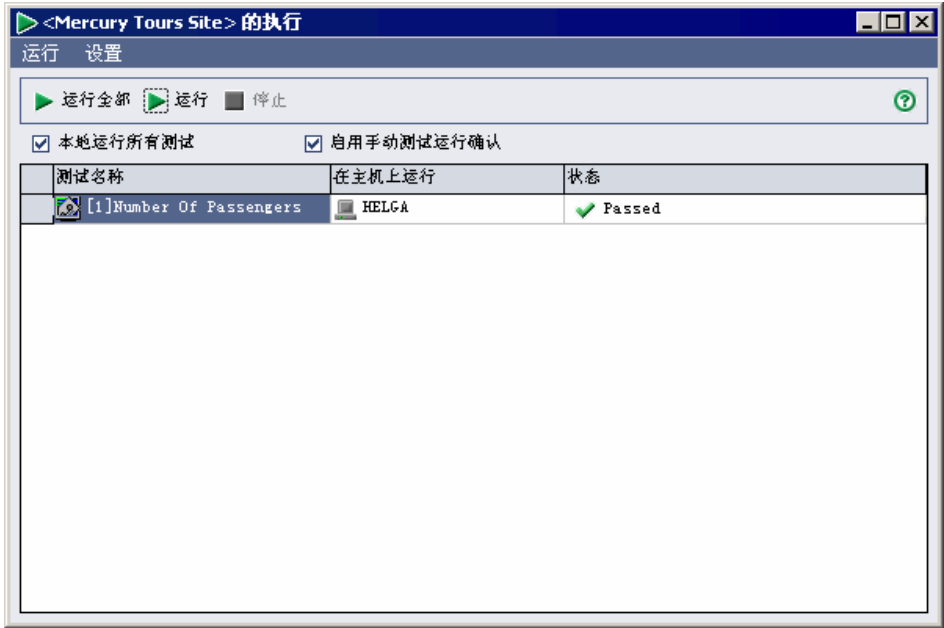 <Mercury Tours Site> 的执行
运行 设置
运行全部 运行 停止
本地运行所有测试 启用手动测试运行确认
测试名称 在主机上运行 状态
[1]Number Of Passengers HELGA Passed